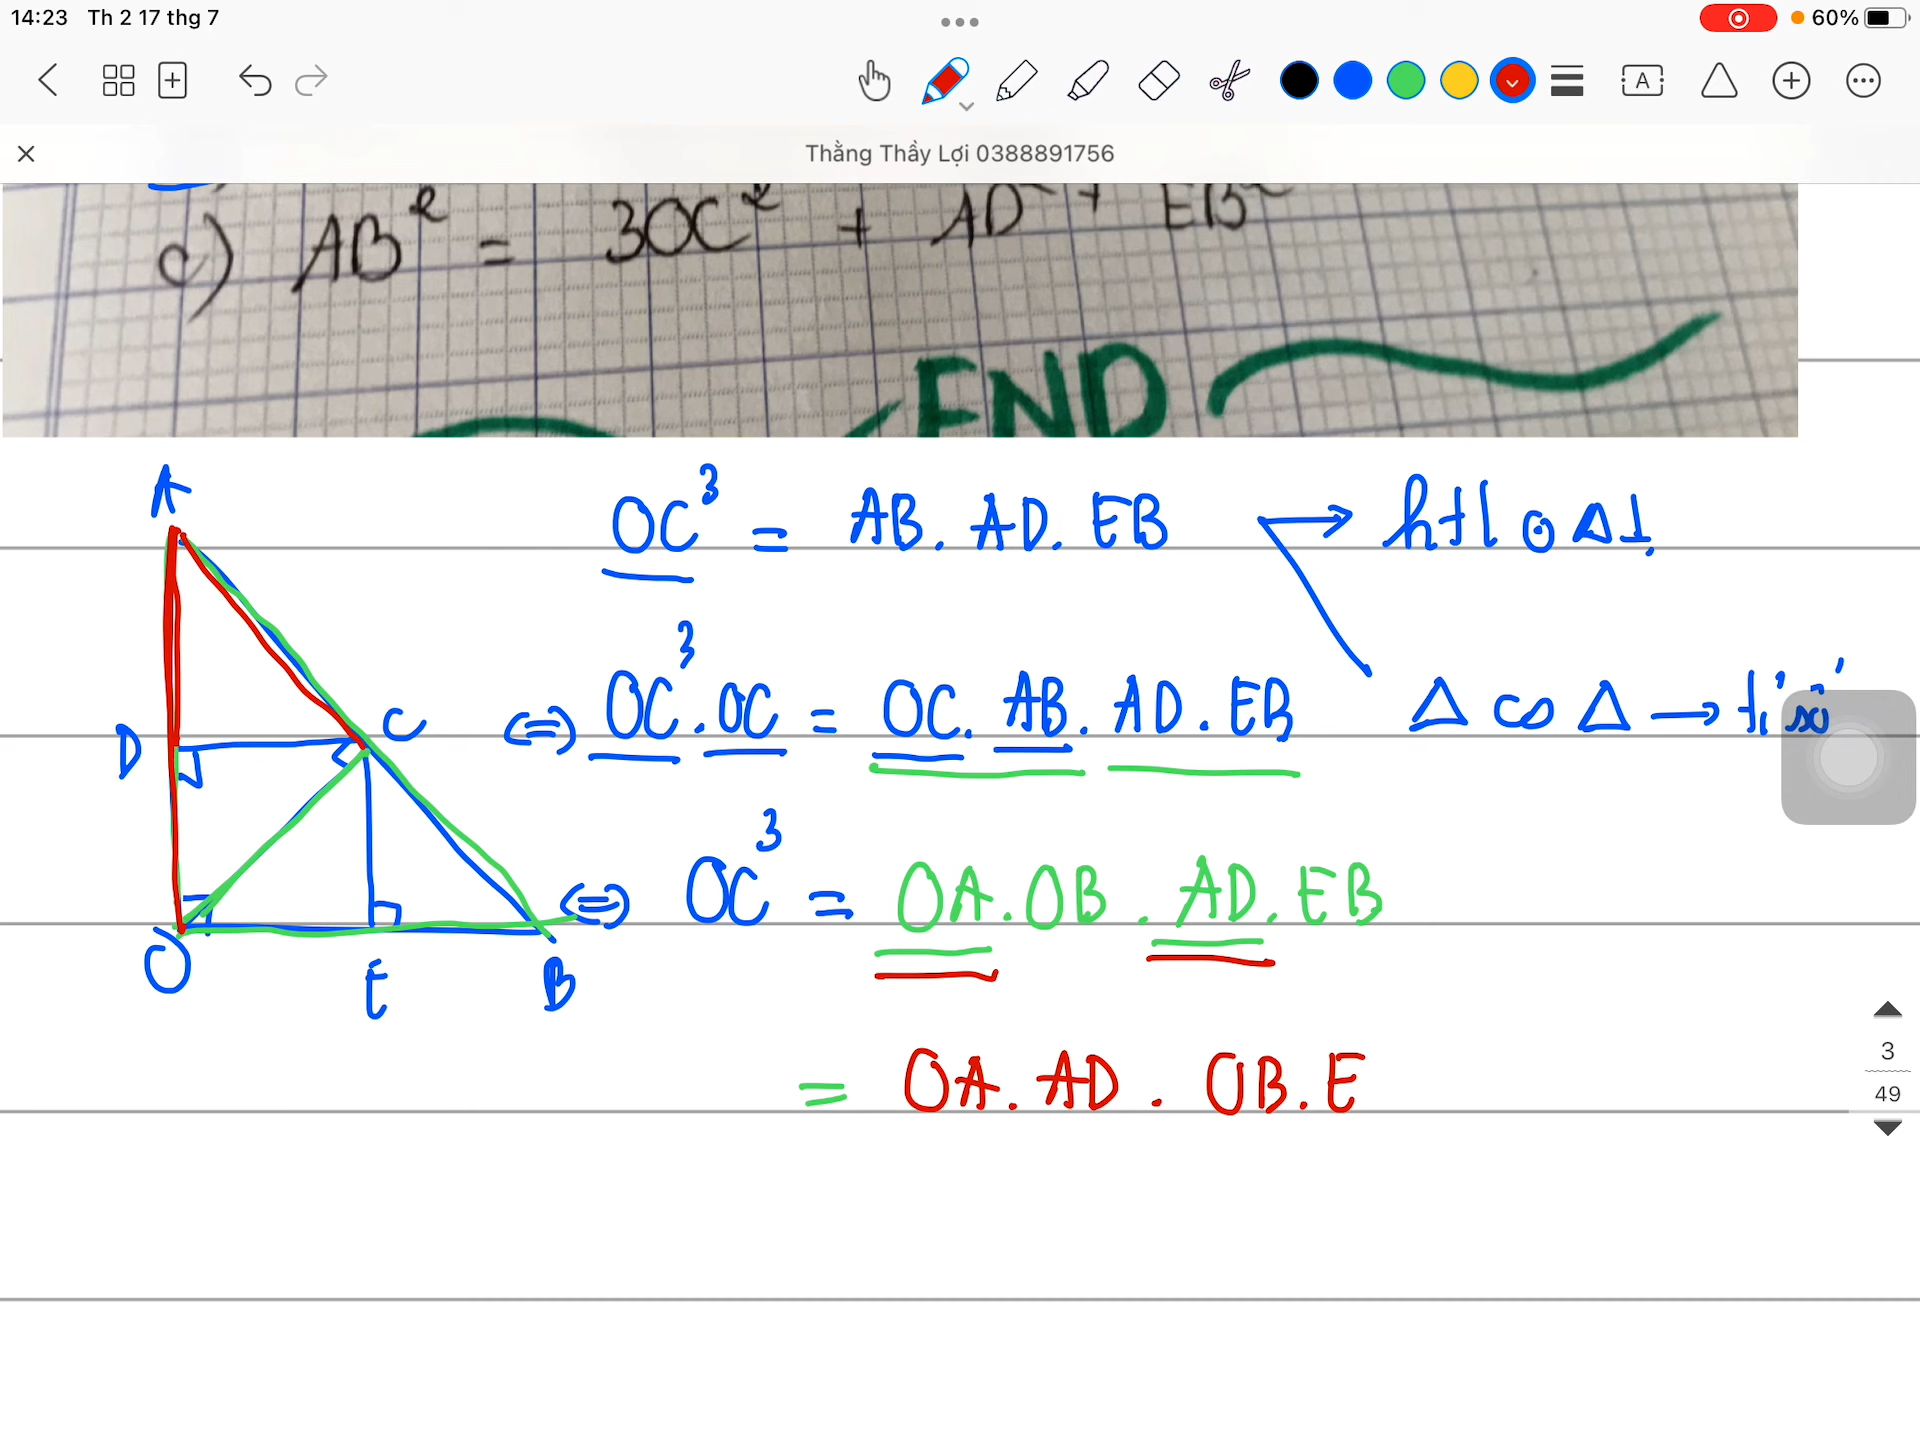 14:23 Th 2 17 thg 7
60%
A
Thằng Thầy Lợi 0388891756
c) AB² = 3OC² + AD² + EB²
END
A
OC³ = AB. AD. EB → htl ⊙ Δ⊥
D C ⇔ OC³. OC = OC. AB. AD. EB Δ ᔕ Δ → tỉ số
⇔ OC³ = OA. OB. AD. EB
O E B
= OA. AD. OB. E
3
49